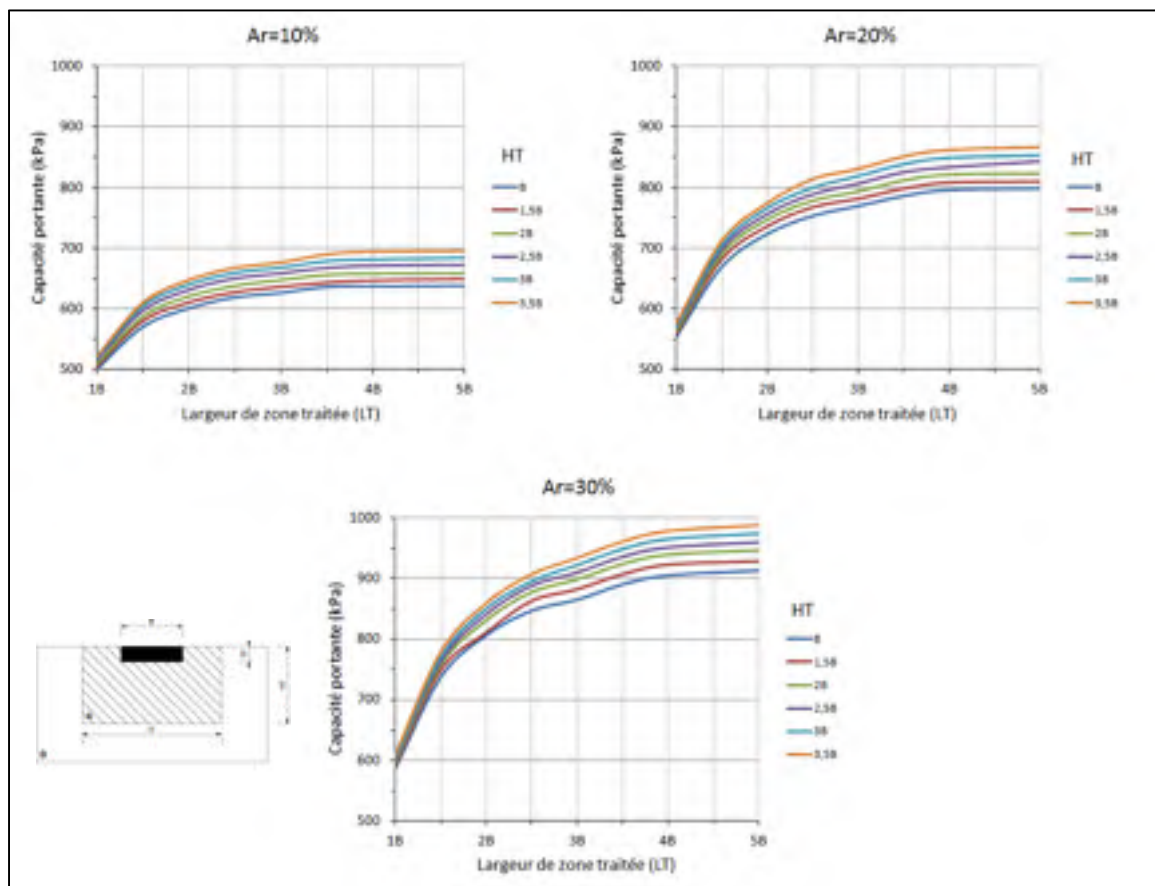 Ar=10%
Capacité portante (kPa)
1000
900
800
700
600
500
1B
2B
3B
4B
5B
Largeur de zone traitée (LT)
HT
B
1,5B
2B
2,5B
3B
3,5B
Ar=20%
Capacité portante (kPa)
1000
900
800
700
600
500
1B
2B
3B
4B
5B
Largeur de zone traitée (LT)
HT
B
1,5B
2B
2,5B
3B
3,5B
Ar=30%
Capacité portante (kPa)
1000
900
800
700
600
500
1B
2B
3B
4B
5B
Largeur de zone traitée (LT)
HT
B
1,5B
2B
2,5B
3B
3,5B